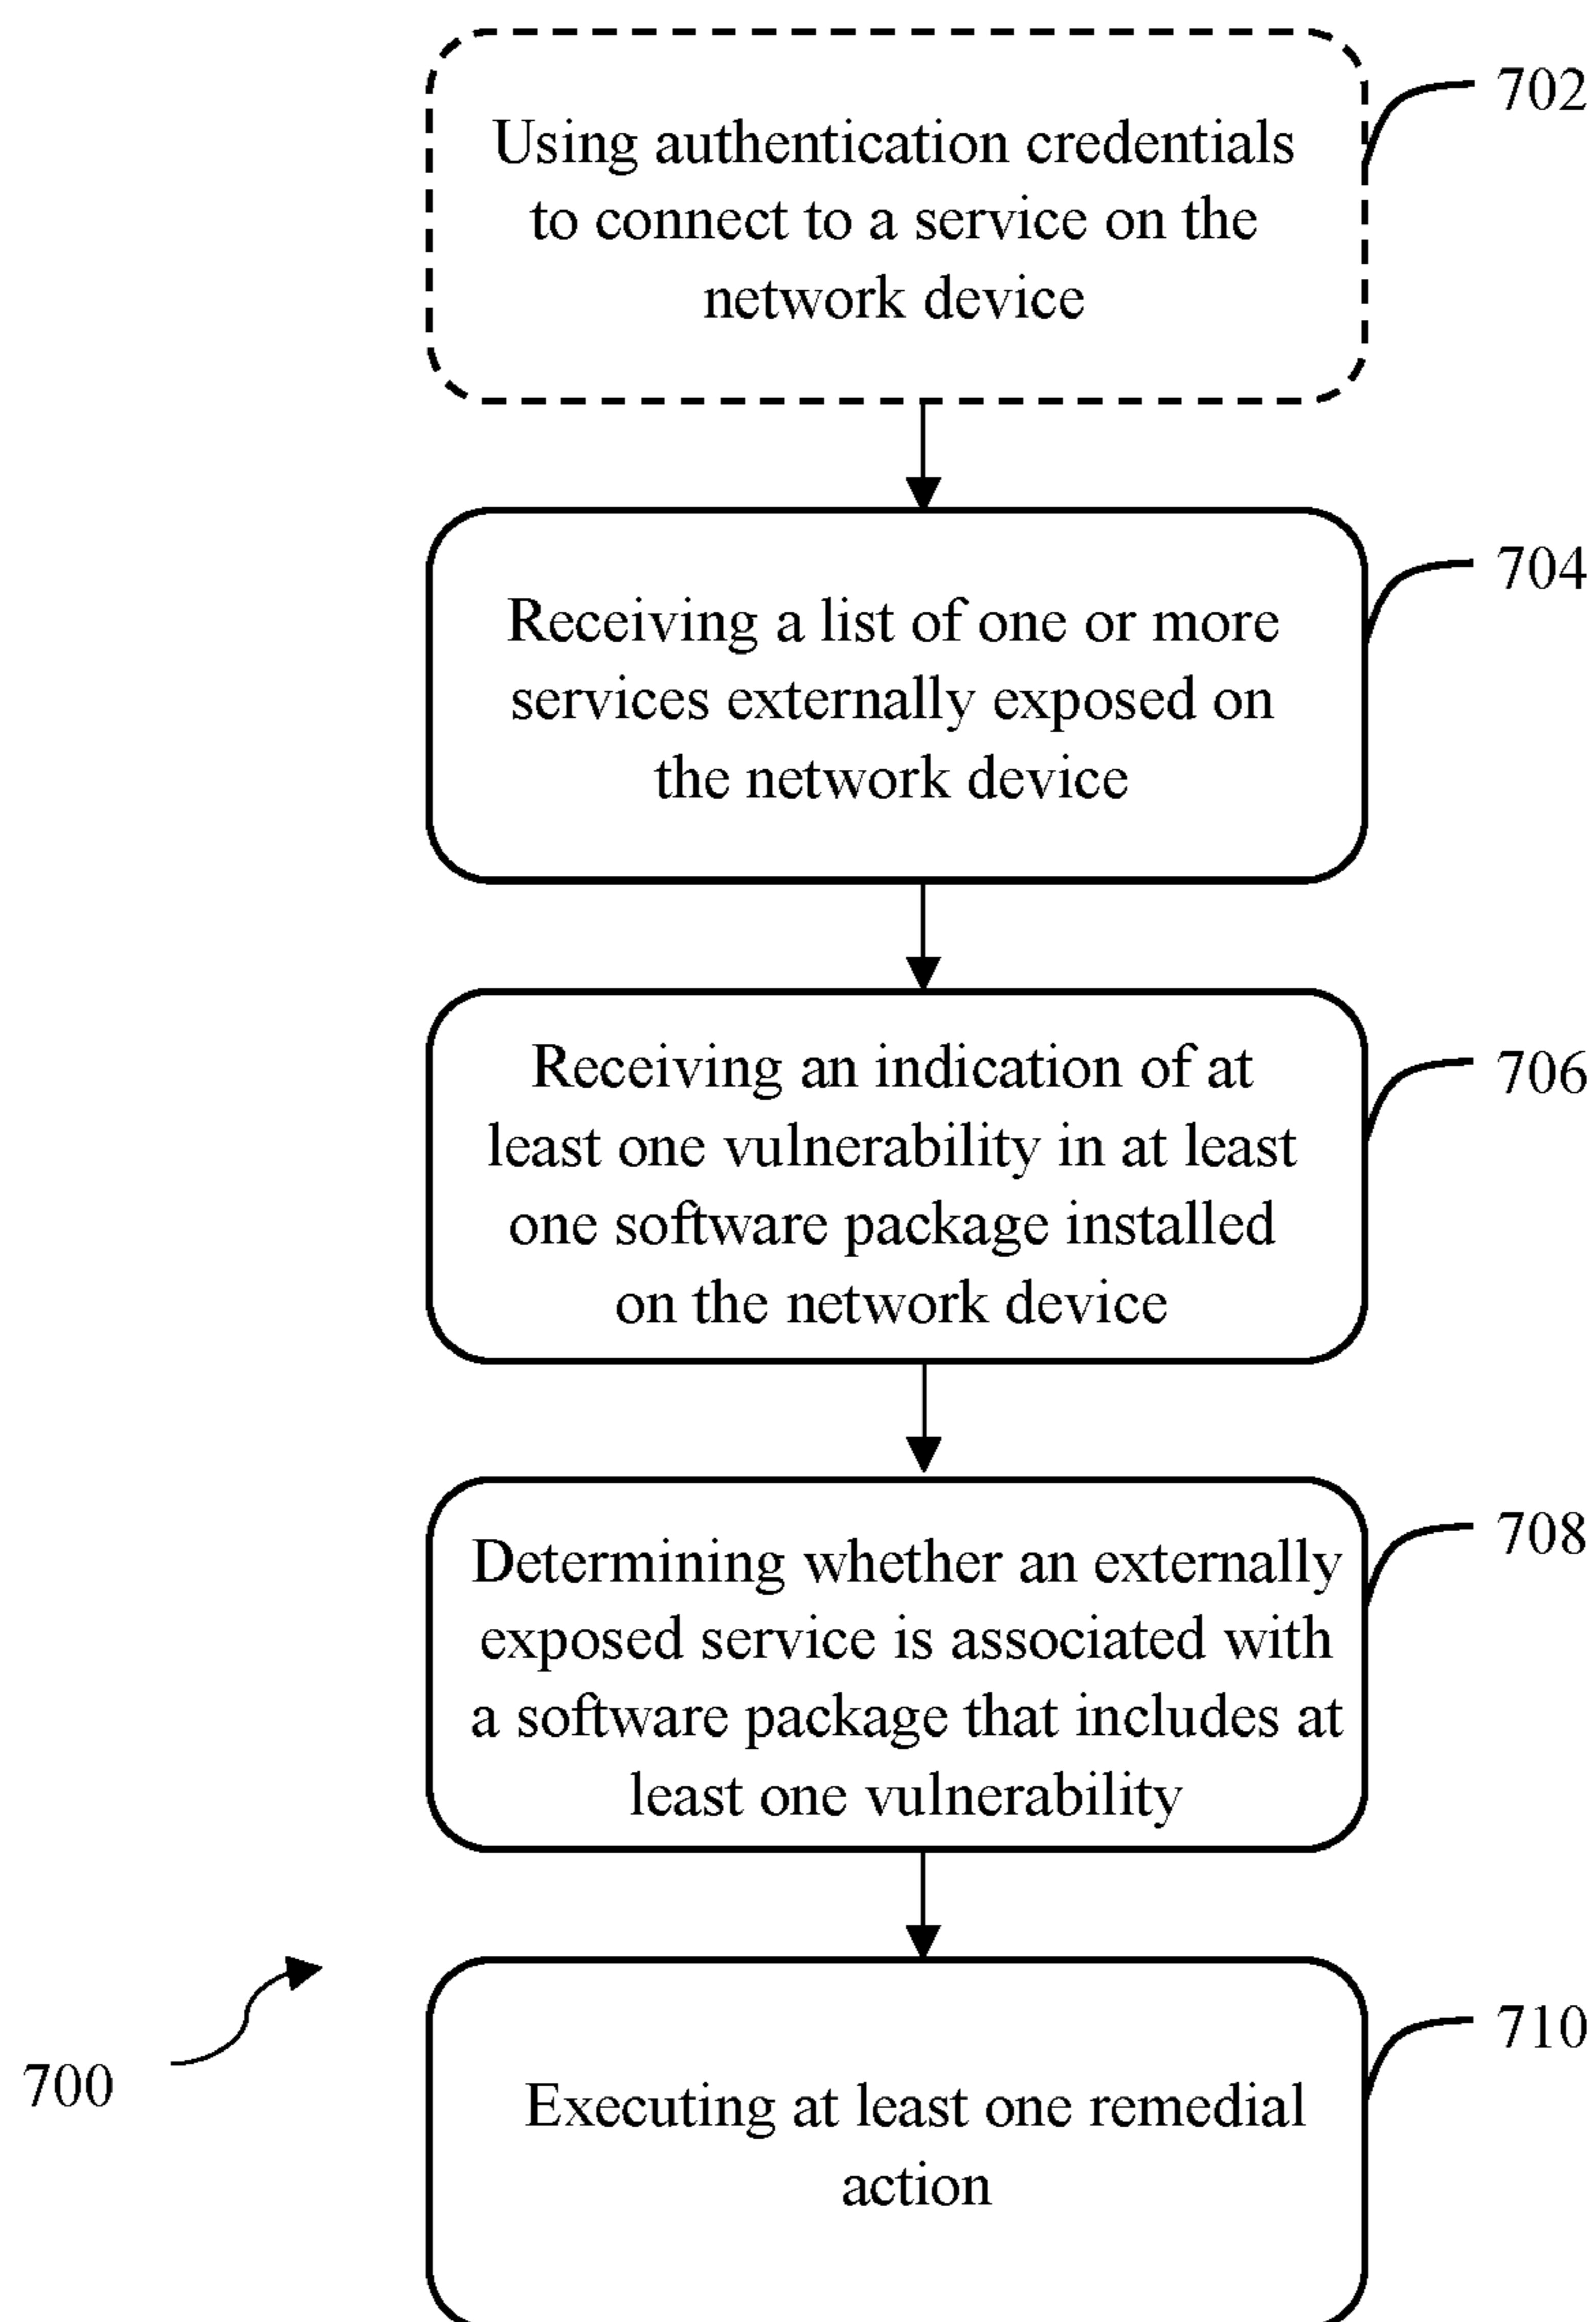 Using authentication credentials
to connect to a service on the
network device
702
Receiving a list of one or more
services externally exposed on
the network device
704
Receiving an indication of at
least one vulnerability in at least
one software package installed
on the network device
706
Determining whether an externally
exposed service is associated with
a software package that includes at
least one vulnerability
708
Executing at least one remedial
action
710
700